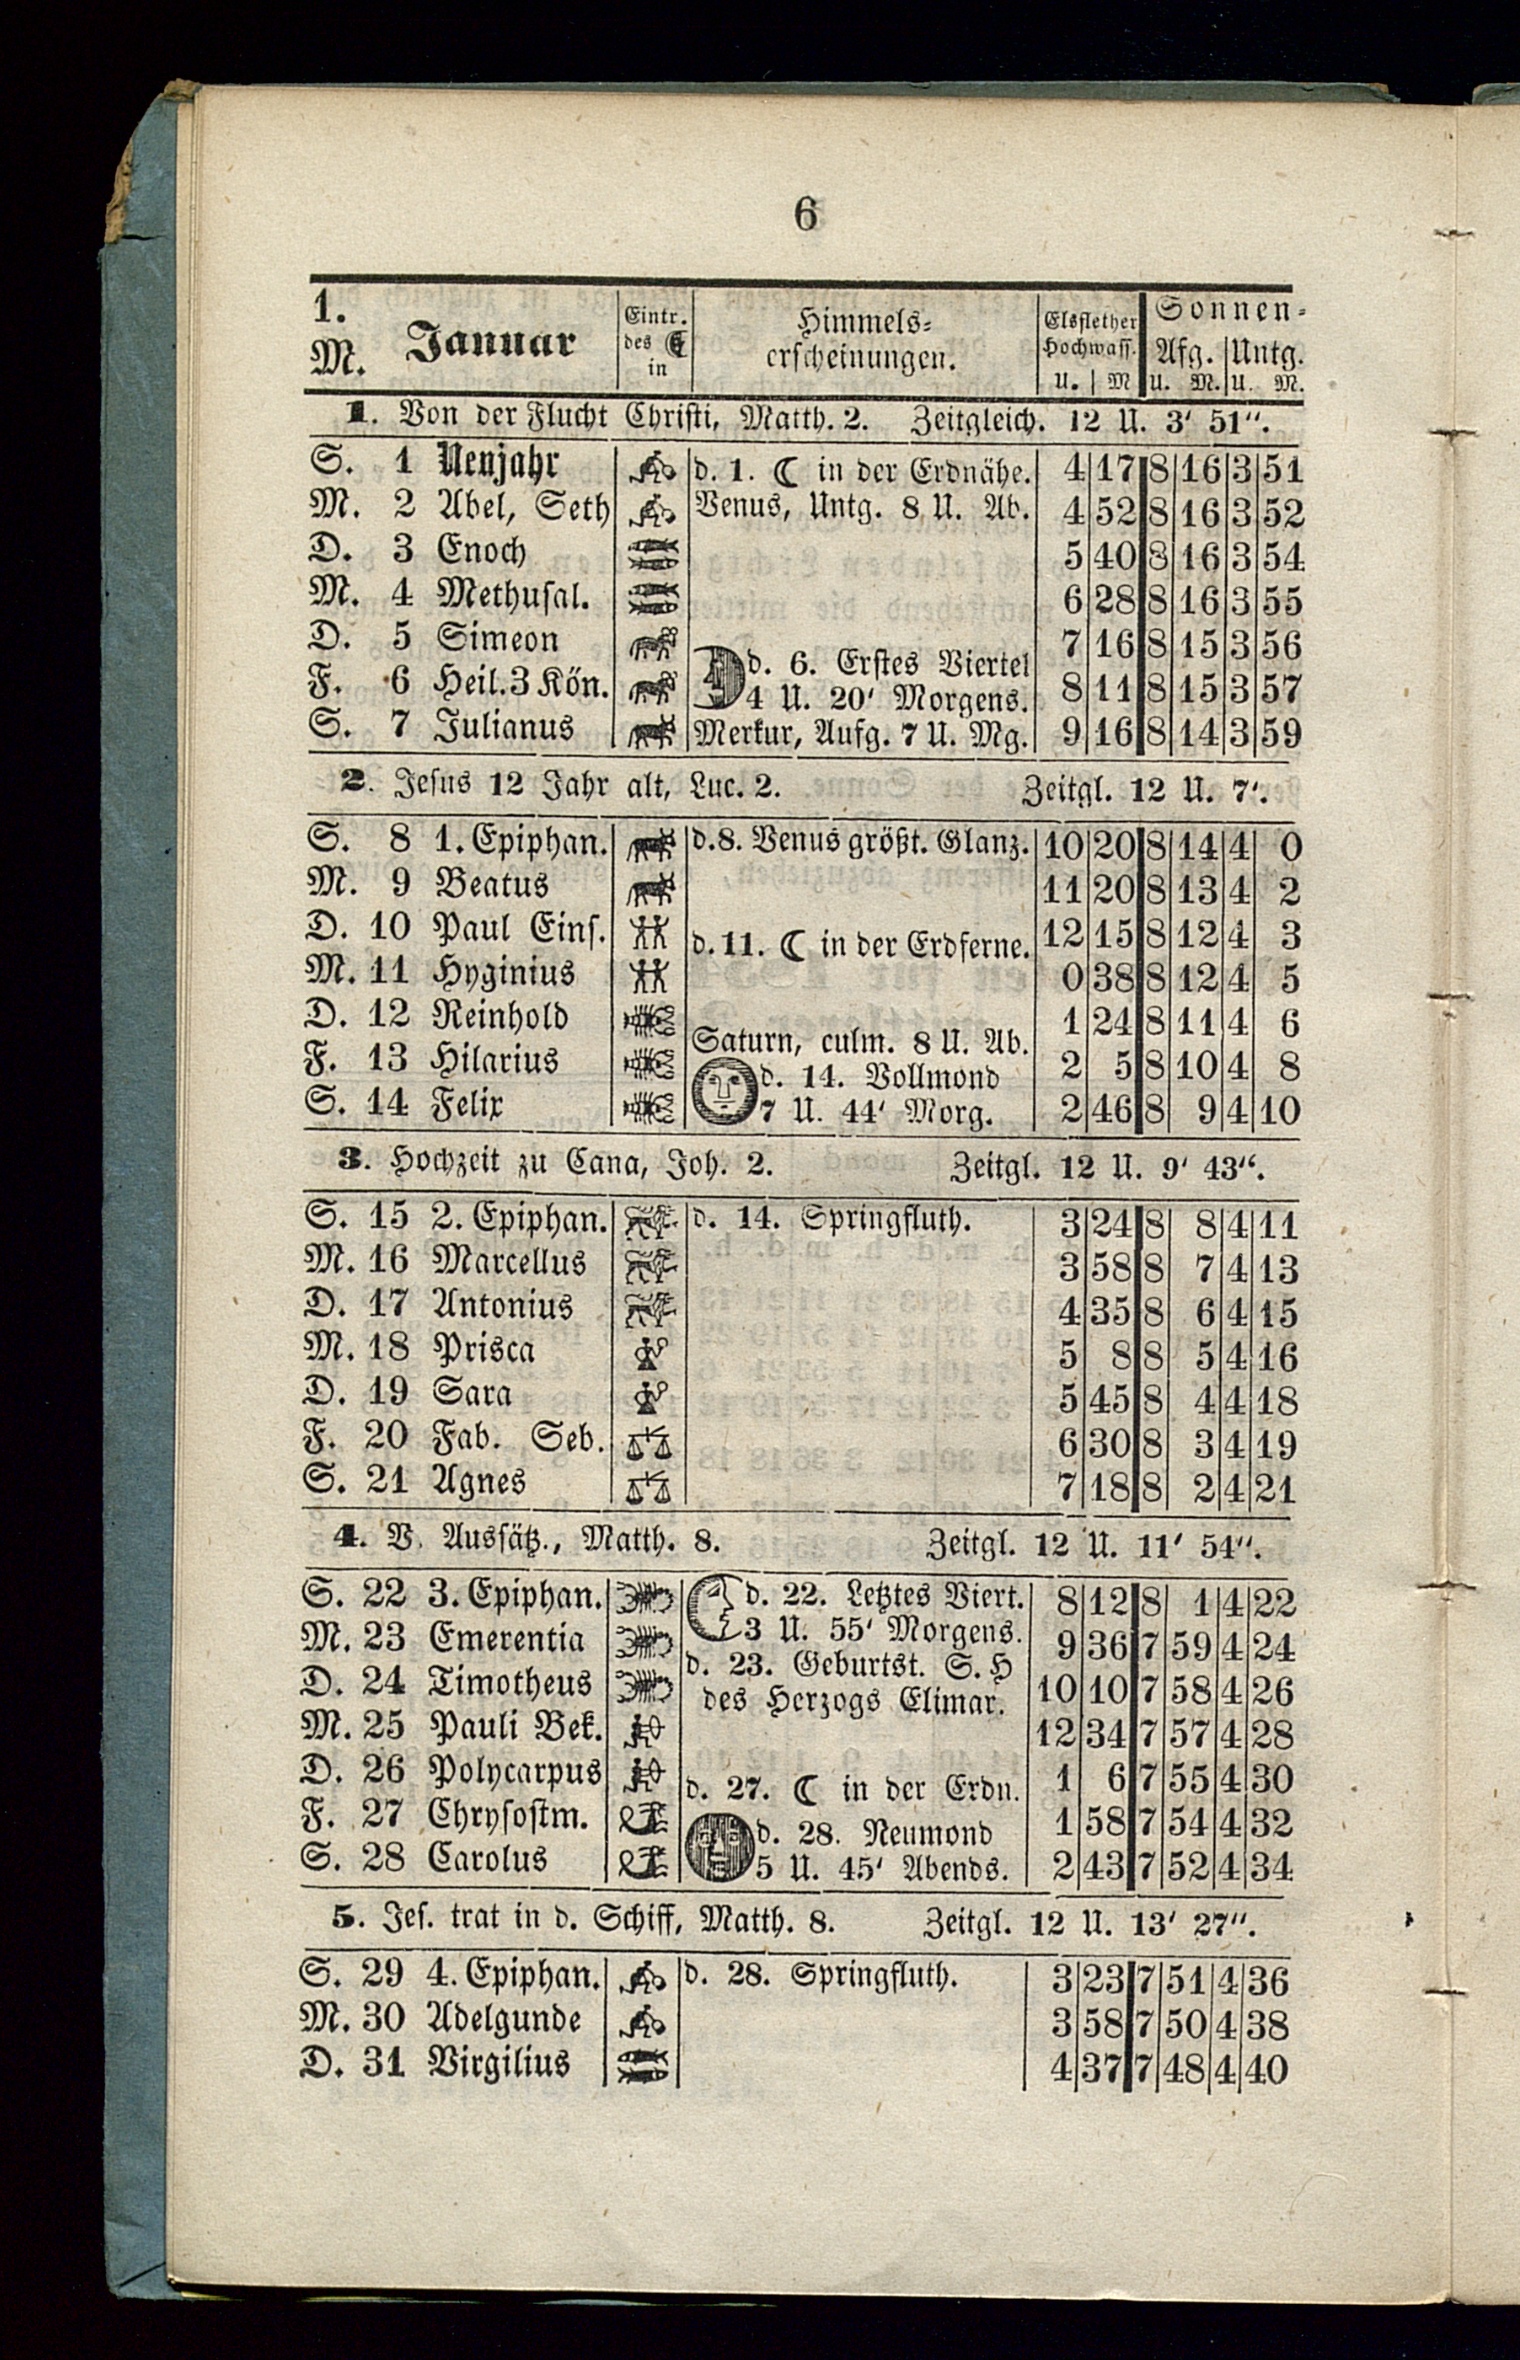 6
1. M. Januar Eintr. des ☾ in Himmels= erscheinungen. Elsflether Hochwass. U. M Sonnen= Afg. Untg. U. M. U. M.
1. Von der Flucht Christi, Matth. 2. Zeitgleich. 12 U. 3' 51".
S. 1 Neujahr d. 1. ☾ in der Erdnähe. 4 17 8 16 3 51
M. 2 Abel, Seth Venus, Untg. 8 U. Ab. 4 52 8 16 3 52
D. 3 Enoch 5 40 8 16 3 54
M. 4 Methusal. 6 28 8 16 3 55
D. 5 Simeon d. 6. Erstes Viertel 7 16 8 15 3 56
F. 6 Heil. 3 Kön. 4 U. 20' Morgens. 8 11 8 15 3 57
S. 7 Julianus Merkur, Aufg. 7 U. Mg. 9 16 8 14 3 59
2. Jesus 12 Jahr alt, Luc. 2. Zeitgl. 12 U. 7'.
S. 8 1. Epiphan. d. 8. Venus größt. Glanz. 10 20 8 14 4 0
M. 9 Beatus 11 20 8 13 4 2
D. 10 Paul Eins. d. 11. ☾ in der Erdferne. 12 15 8 12 4 3
M. 11 Hyginius 0 38 8 12 4 5
D. 12 Reinhold Saturn, culm. 8 U. Ab. 1 24 8 11 4 6
F. 13 Hilarius d. 14. Vollmond 2 5 8 10 4 8
S. 14 Felix 7 U. 44' Morg. 2 46 8 9 4 10
3. Hochzeit zu Cana, Joh. 2. Zeitgl. 12 U. 9' 43".
S. 15 2. Epiphan. d. 14. Springfluth. 3 24 8 8 4 11
M. 16 Marcellus 3 58 8 7 4 13
D. 17 Antonius 4 35 8 6 4 15
M. 18 Prisca 5 8 8 5 4 16
D. 19 Sara 5 45 8 4 4 18
F. 20 Fab. Seb. 6 30 8 3 4 19
S. 21 Agnes 7 18 8 2 4 21
4. V. Aussätz., Matth. 8. Zeitgl. 12 U. 11' 54".
S. 22 3. Epiphan. d. 22. Letztes Viert. 8 12 8 1 4 22
3 U. 55' Morgens.
M. 23 Emerentia d. 23. Geburtst. S. H 9 36 7 59 4 24
D. 24 Timotheus des Herzogs Elimar. 10 10 7 58 4 26
M. 25 Pauli Bek. 12 34 7 57 4 28
D. 26 Polycarpus d. 27. ☾ in der Erdn. 1 6 7 55 4 30
F. 27 Chrysostm. d. 28. Neumond 1 58 7 54 4 32
S. 28 Carolus 5 U. 45' Abends. 2 43 7 52 4 34
5. Jes. trat in d. Schiff, Matth. 8. Zeitgl. 12 U. 13' 27".
S. 29 4. Epiphan. d. 28. Springfluth. 3 23 7 51 4 36
M. 30 Adelgunde 3 58 7 50 4 38
D. 31 Virgilius 4 37 7 48 4 40